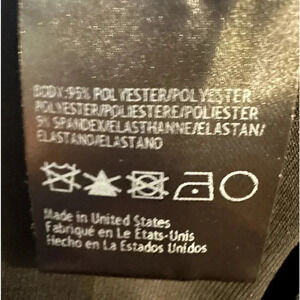 BODY: 95% POLYESTER/POLYESTER
POLYESTER/POLIESTERE/POLIESTER
5% SPANDEX/ELASTHANNE/ELASTAN/
ELASTANO/ELASTANO
Made in United States
Fabriqué en Le États-Unis
Hecho en La Estados Unidos